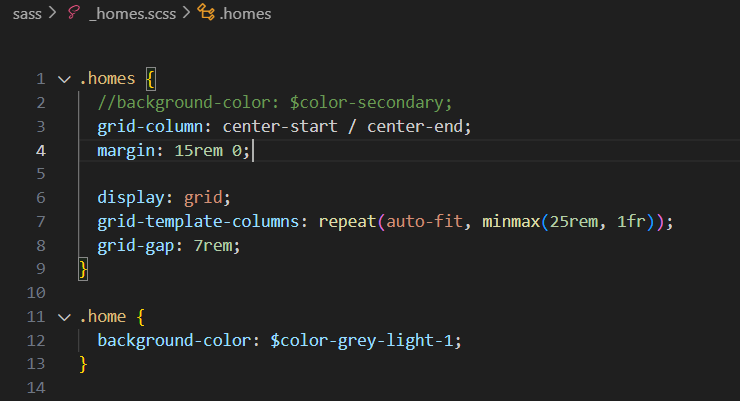 sass > _homes.scss > .homes
1 .homes {
2 //background-color: $color-secondary;
3 grid-column: center-start / center-end;
4 margin: 15rem 0;
5
6 display: grid;
7 grid-template-columns: repeat(auto-fit, minmax(25rem, 1fr));
8 grid-gap: 7rem;
9 }
10
11 .home {
12 background-color: $color-grey-light-1;
13 }
14